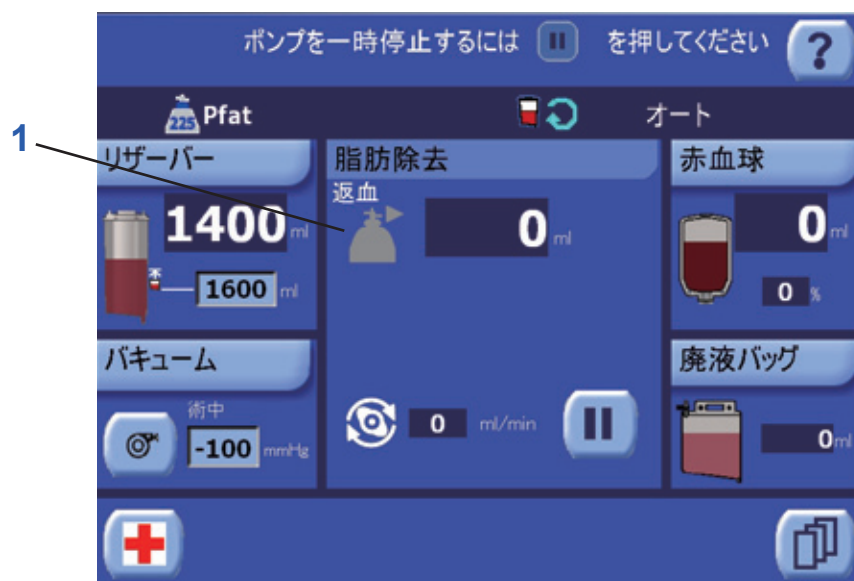 ポンプを一時停止するには を押してください ?
225 Pfat オート
1
リザーバー
1400 ml
1600 ml
脂肪除去
返血
0 ml
赤血球
0 ml
0 %
バキューム
術中
-100 mmHg
0 ml/min
廃液バッグ
0 ml